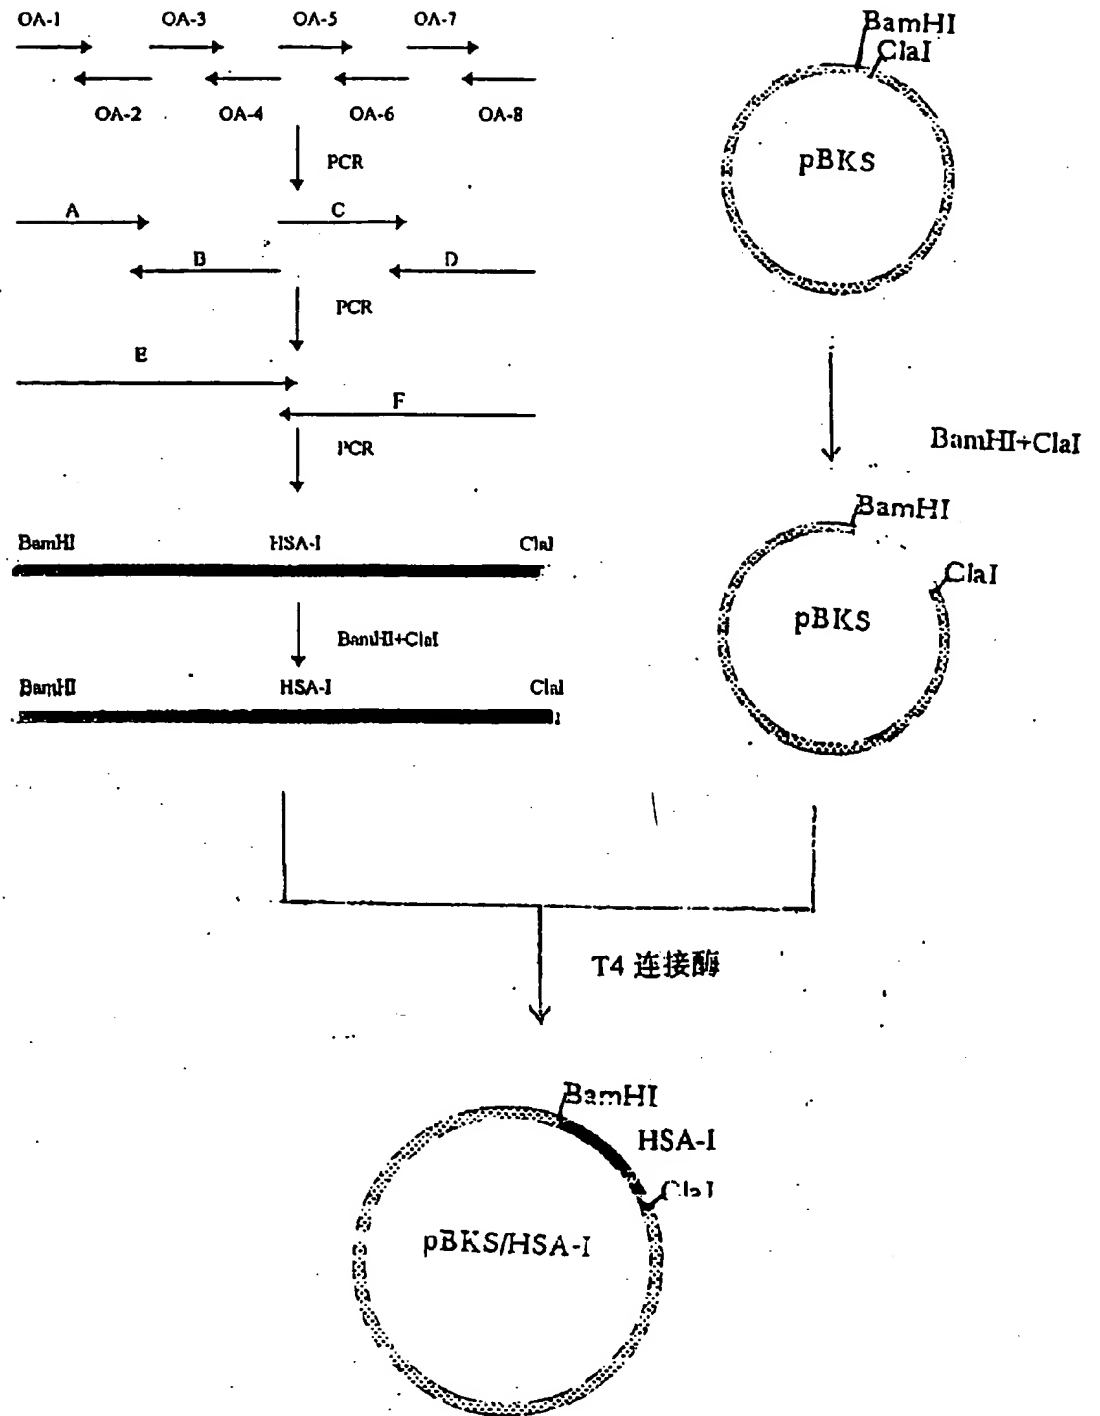 OA-1 OA-3 OA-5 OA-7
OA-2 OA-4 OA-6 OA-8
PCR
A C
B D
PCR
E
F
PCR
BamHI HSA-I ClaI
BamHI+ClaI
BamHI HSA-I ClaI
BamHI
ClaI
pBKS
BamHI+ClaI
BamHI
ClaI
pBKS
T4 连接酶
BamHI
HSA-I
ClaI
pBKS/HSA-I